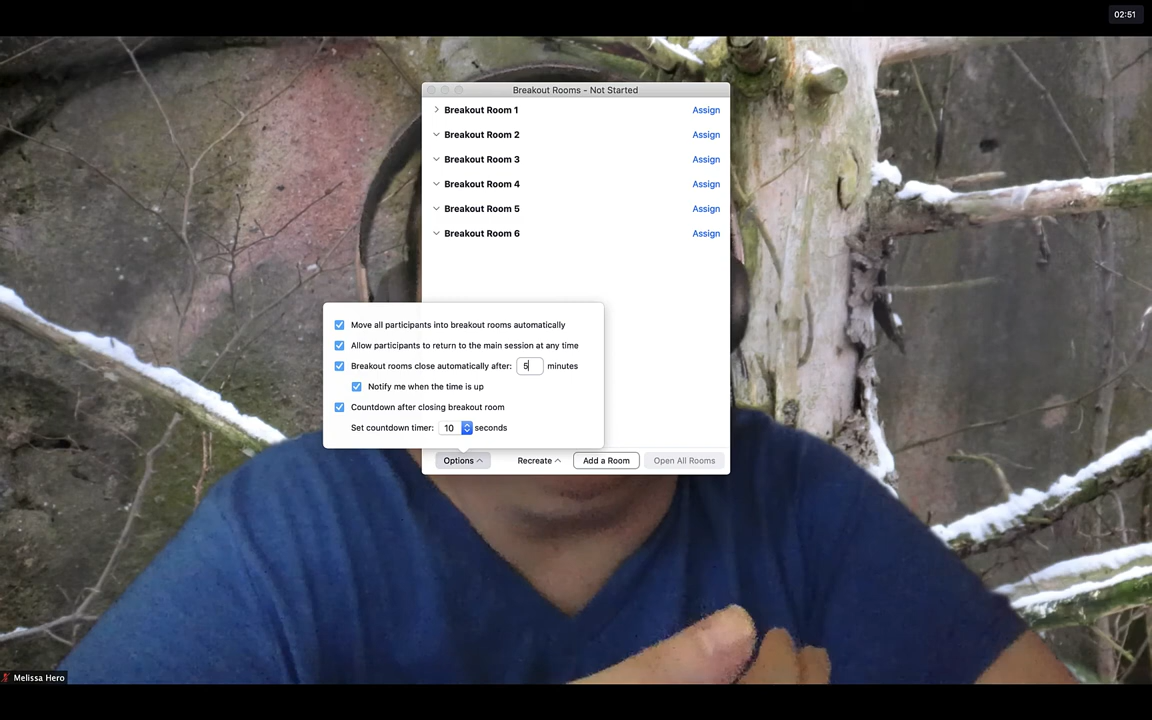 02:51
Breakout Rooms - Not Started
Breakout Room 1 Assign
Breakout Room 2 Assign
Breakout Room 3 Assign
Breakout Room 4 Assign
Breakout Room 5 Assign
Breakout Room 6 Assign
Move all participants into breakout rooms automatically
Allow participants to return to the main session at any time
Breakout rooms close automatically after: 5 minutes
Notify me when the time is up
Countdown after closing breakout room
Set countdown timer: 10 seconds
Options Recreate Add a Room Open All Rooms
Melissa Hero